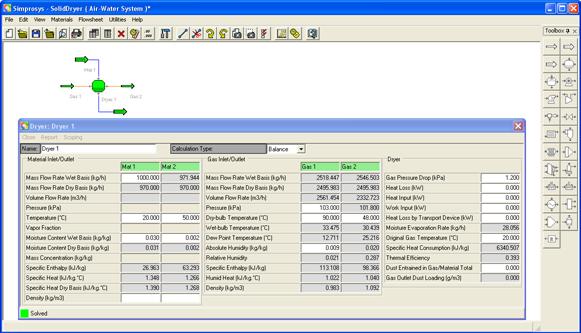 Simprosys - SolidDryer ( Air-Water System )*
File Edit View Materials Flowsheet Utilities Windows Help
Toolbox
Mat 1
Gas 1 Dryer 1 Gas 2
Dryer: Dryer 1
Close Report Scoping
Name: Dryer 1 Calculation Type: Balance
Material Inlet/Outlet
Mat 1 Mat 2
Mass Flow Rate Wet Basis (kg/h) 1000.000 971.944
Mass Flow Rate Dry Basis (kg/h) 970.000 970.000
Volume Flow Rate (m3/h)
Pressure (kPa)
Temperature (°C) 20.000 50.000
Vapor Fraction
Moisture Content Wet Basis (kg/kg) 0.030 0.002
Moisture Content Dry Basis (kg/kg) 0.031 0.002
Mass Concentration (kg/kg)
Specific Enthalpy (kJ/kg) 26.963 63.293
Specific Heat (kJ/kg.°C) 1.348 1.266
Specific Heat Dry Basis (kJ/kg.°C) 1.390 1.268
Density (kg/m3)
Gas Inlet/Outlet
Gas 1 Gas 2
Mass Flow Rate Wet Basis (kg/h) 2518.447 2546.503
Mass Flow Rate Dry Basis (kg/h) 2495.983 2495.983
Volume Flow Rate (m3/h) 2561.454 2332.723
Pressure (kPa) 103.000 101.800
Dry-bulb Temperature (°C) 90.000 48.000
Wet-bulb Temperature (°C) 33.475 30.439
Dew Point Temperature (°C) 12.711 25.216
Absolute Humidity (kg/kg) 0.009 0.020
Relative Humidity 0.021 0.287
Specific Enthalpy (kJ/kg) 113.108 98.366
Humid Heat (kJ/kg.°C) 1.022 1.040
Density (kg/m3) 0.983 1.092
Dryer
Gas Pressure Drop (kPa) 1.200
Heat Loss (kW) 0.000
Heat Input (kW) 0.000
Work Input (kW) 0.000
Heat Loss by Transport Device (kW) 0.000
Moisture Evaporation Rate (kg/h) 28.056
Original Gas Temperature (°C) 20.000
Specific Heat Consumption (kJ/kg) 6340.507
Thermal Efficiency 0.393
Dust Entrained in Gas/Material Total 0.000
Gas Outlet Dust Loading (g/m3) 0.000
Solved